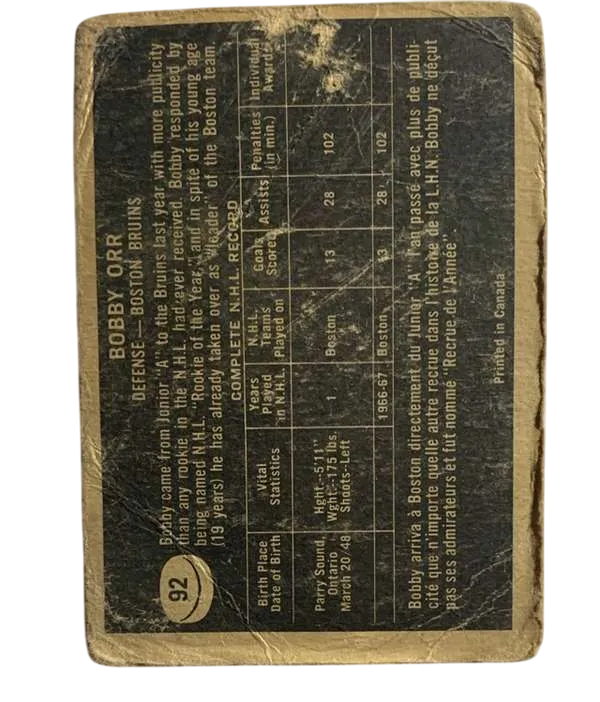 92
BOBBY ORR
DEFENSE — BOSTON BRUINS
Bobby came from Junior "A" to the Bruins last year with more publicity
than any rookie in the N.H.L. had ever received. Bobby responded by
being named N.H.L. "Rookie of the Year," and in spite of his young age
(19 years) he has already taken over as "leader" of the Boston team.
COMPLETE N.H.L. RECORD
Birth Place Date of Birth | Vital Statistics | Years Played in N.H.L. | N.H.L. Teams Played on | Goals Scored | Assists | Penalties (in min.) | Individual Awards
Parry Sound, Ontario March 20/48 | Hght.--5'11" Wght.-175 lbs. Shoots--Left | 1 | Boston | 13 | 28 | 102
1966-67 | Boston | 13 | 28 | 102
Bobby arriva à Boston directement du Junior "A" l'an passé avec plus de publi-
cité que n'importe quelle autre recrue dans l'histoire de la L.H.N. Bobby ne déçut
pas ses admirateurs et fut nommé "Recrue de l'Année".
Printed in Canada